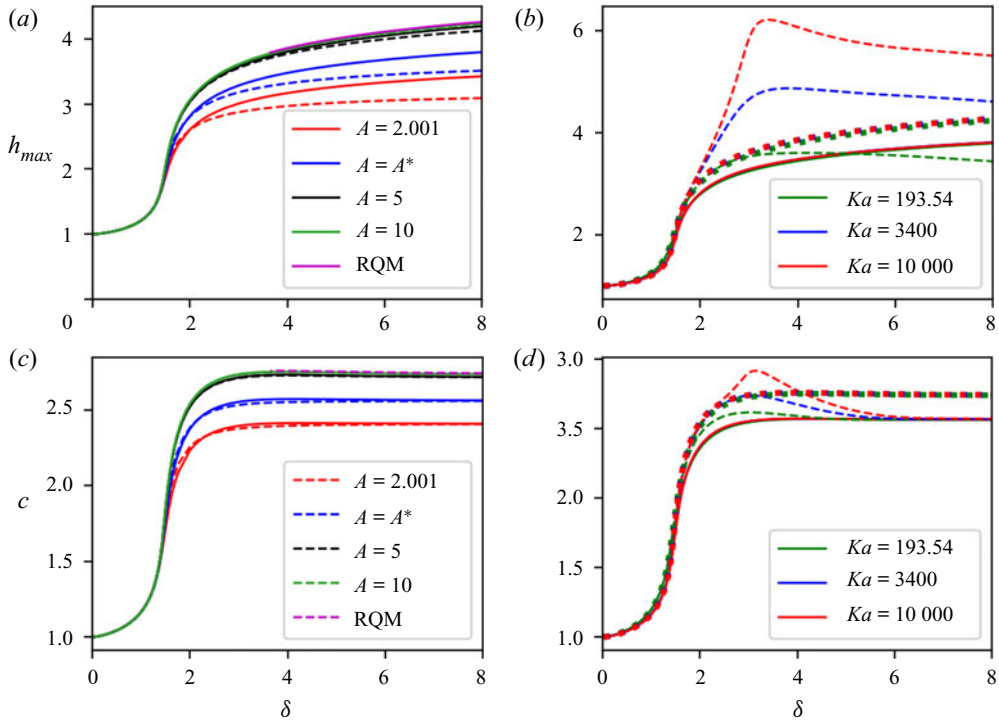 (a)
4
3
h_max
2
1
0
0
2
4
6
8
A = 2.001
A = A*
A = 5
A = 10
RQM
(b)
6
4
2
0
2
4
6
8
Ka = 193.54
Ka = 3400
Ka = 10 000
(c)
2.5
2.0
c
1.5
1.0
0
2
4
6
8
δ
A = 2.001
A = A*
A = 5
A = 10
RQM
(d)
3.0
3.5
2.0
1.5
1.0
0
2
4
6
8
δ
Ka = 193.54
Ka = 3400
Ka = 10 000